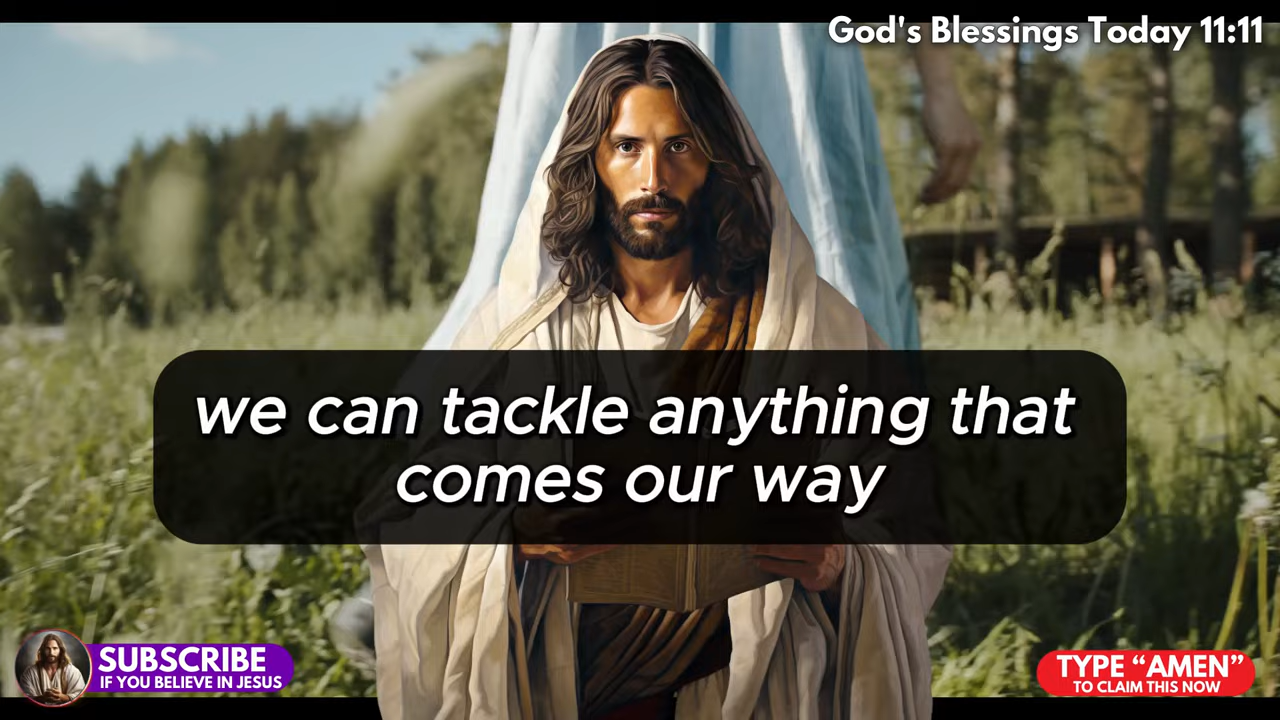 God's Blessings Today 11:11
we can tackle anything that
comes our way
SUBSCRIBE
IF YOU BELIEVE IN JESUS
TYPE “AMEN”
TO CLAIM THIS NOW